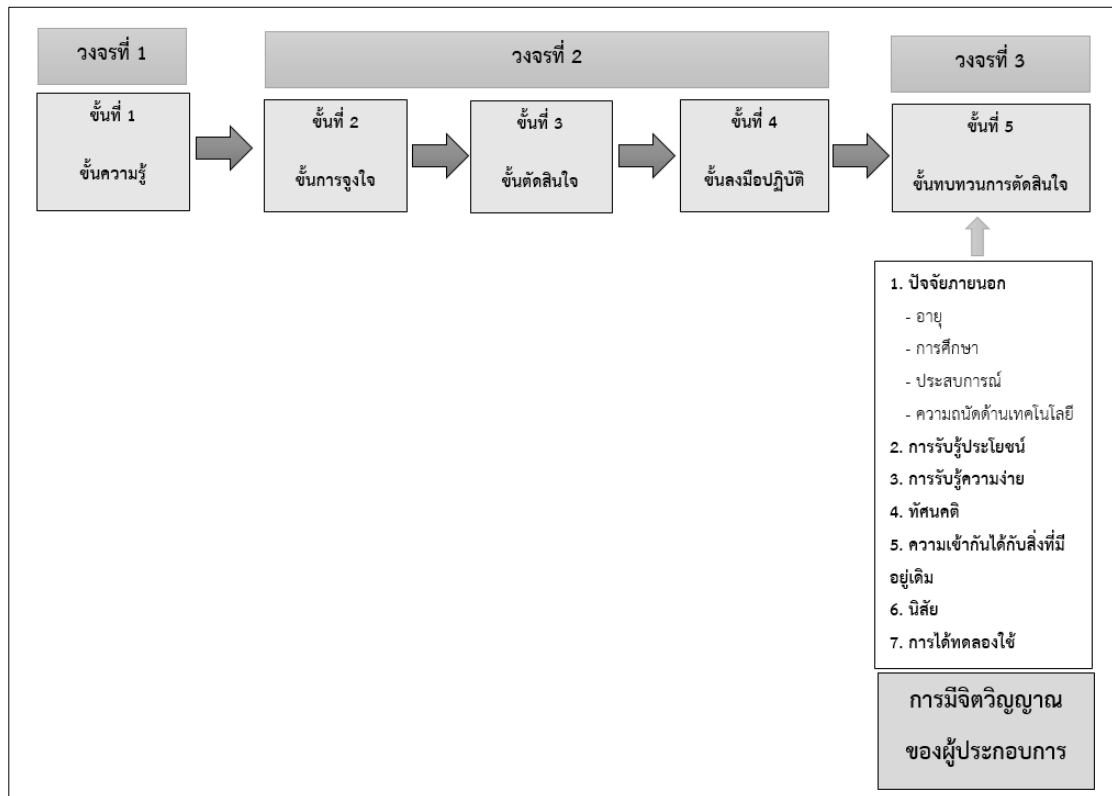 วงจรที่ 1
วงจรที่ 2
วงจรที่ 3
ขั้นที่ 1
ขั้นความรู้
ขั้นที่ 2
ขั้นการจูงใจ
ขั้นที่ 3
ขั้นตัดสินใจ
ขั้นที่ 4
ขั้นลงมือปฏิบัติ
ขั้นที่ 5
ขั้นทบทวนการตัดสินใจ
1. ปัจจัยภายนอก
- อายุ
- การศึกษา
- ประสบการณ์
- ความถนัดด้านเทคโนโลยี
2. การรับรู้ประโยชน์
3. การรับรู้ความง่าย
4. ทัศนคติ
5. ความเข้ากันได้กับสิ่งที่มี
อยู่เดิม
6. นิสัย
7. การได้ทดลองใช้
การมีจิตวิญญาณ
ของผู้ประกอบการ